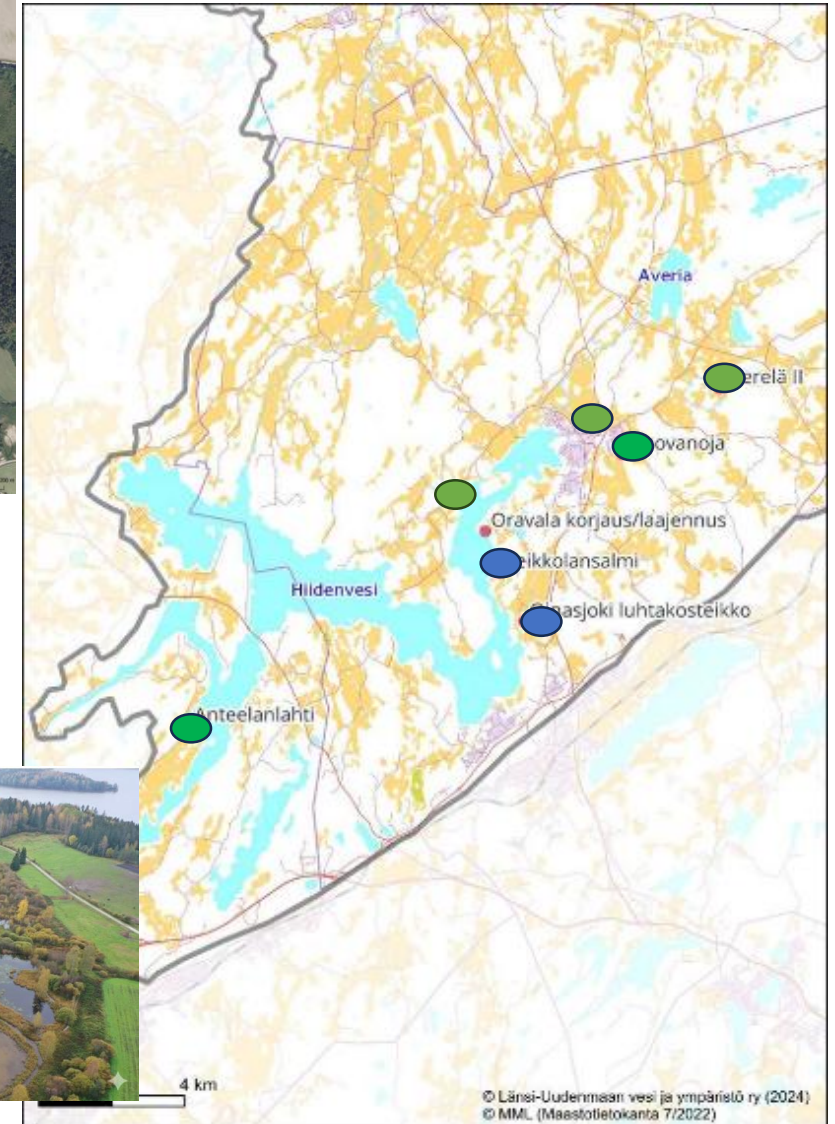 Averia
erelä II
ovanoja
Oravala korjaus/laajennus
eikkolansalmi
Hiidenvesi
luhtakosteikko
Anteelanlahti
4 km
© Länsi-Uudenmaan vesi ja ympäristö ry (2024)
© MML (Maastotietokanta 7/2022)